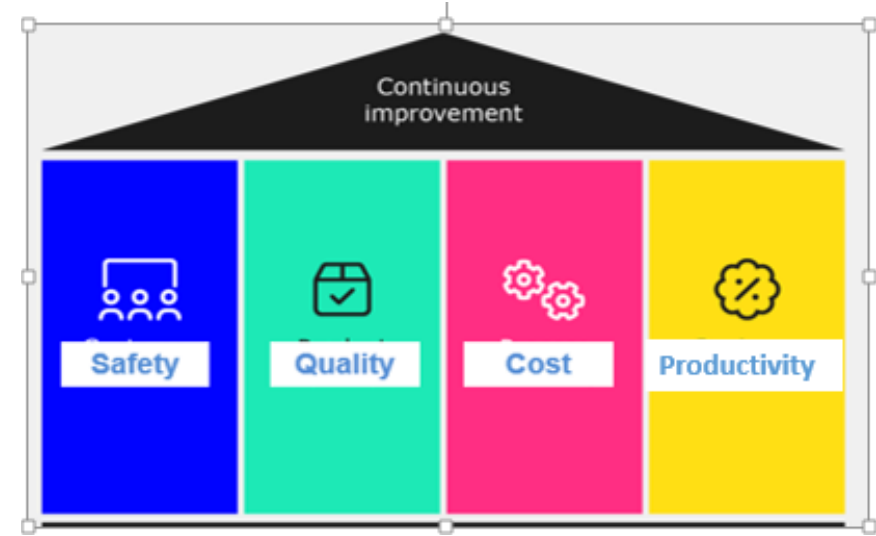 Continuous
improvement
Safety
Quality
Cost
Productivity